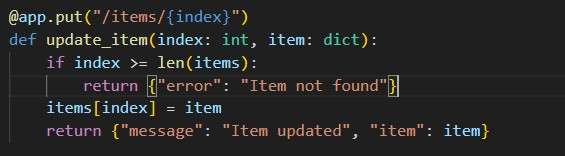 @app.put("/items/{index}")
def update_item(index: int, item: dict):
    if index >= len(items):
        return {"error": "Item not found"}
    items[index] = item
    return {"message": "Item updated", "item": item}